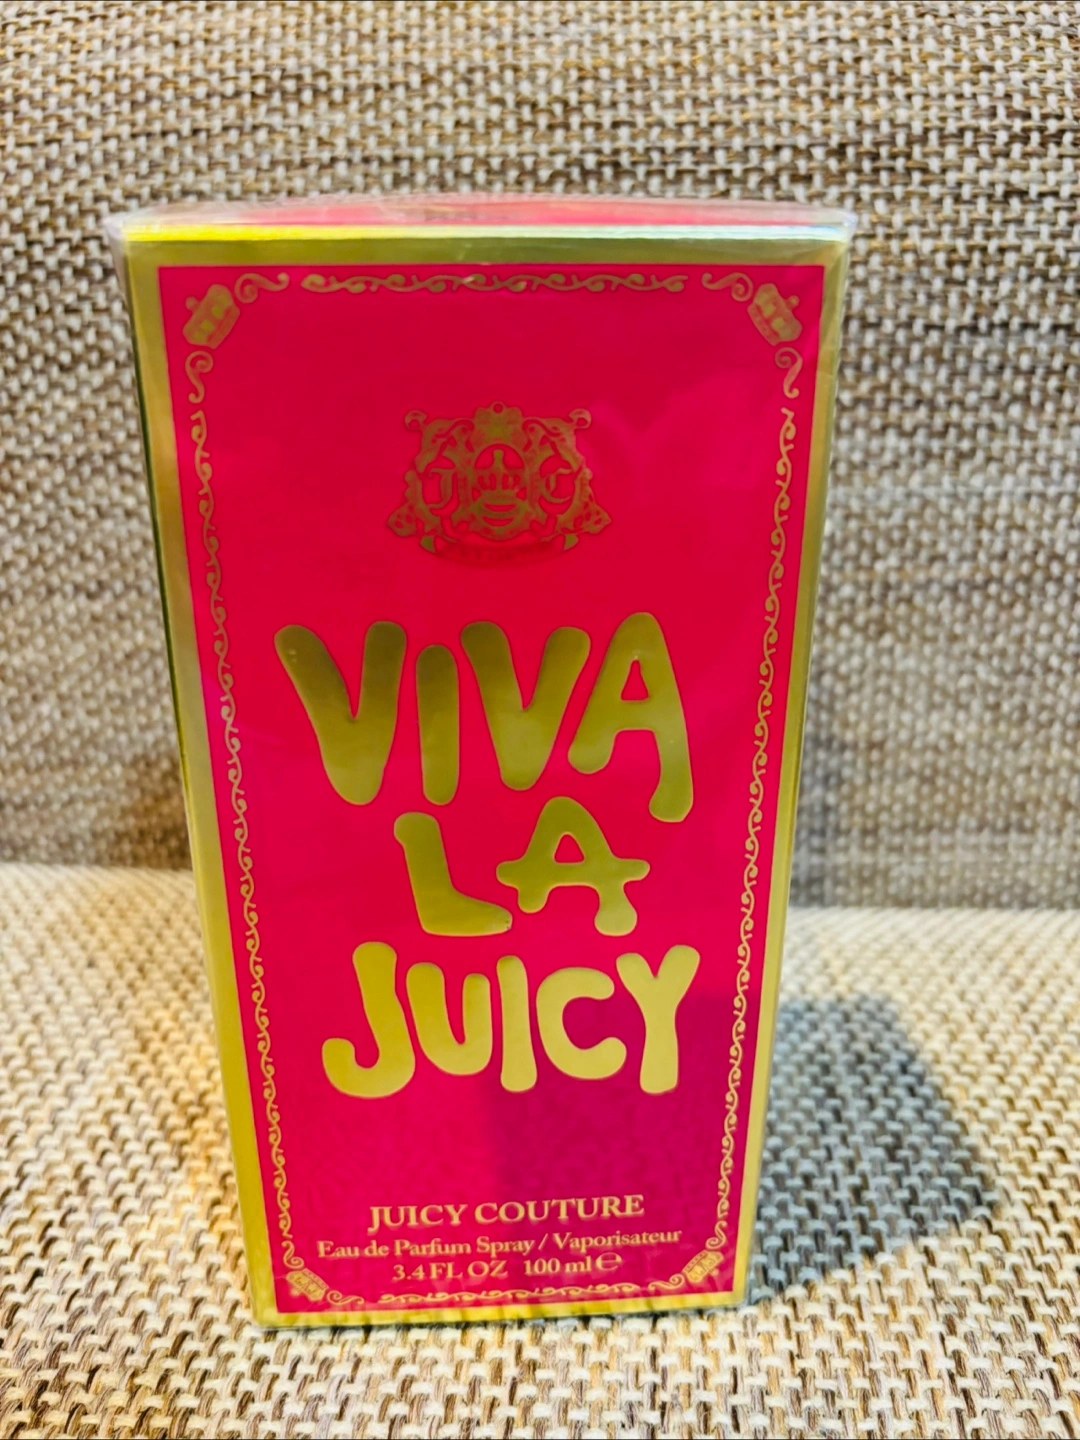 J C
VIVA
LA
JUICY
JUICY COUTURE
Eau de Parfum Spray / Vaporisateur
3.4 FL OZ 100 ml ℮